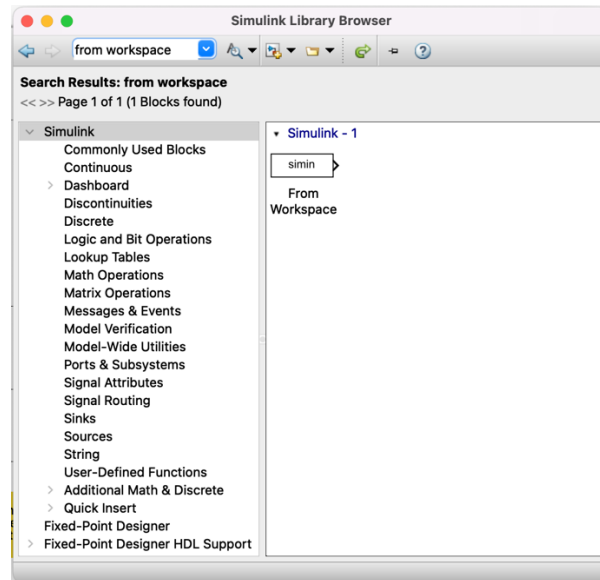 Simulink Library Browser
from workspace
Search Results: from workspace
<< >> Page 1 of 1 (1 Blocks found)
Simulink
Commonly Used Blocks
Continuous
Dashboard
Discontinuities
Discrete
Logic and Bit Operations
Lookup Tables
Math Operations
Matrix Operations
Messages & Events
Model Verification
Model-Wide Utilities
Ports & Subsystems
Signal Attributes
Signal Routing
Sinks
Sources
String
User-Defined Functions
Additional Math & Discrete
Quick Insert
Fixed-Point Designer
Fixed-Point Designer HDL Support
Simulink - 1
simin
From
Workspace